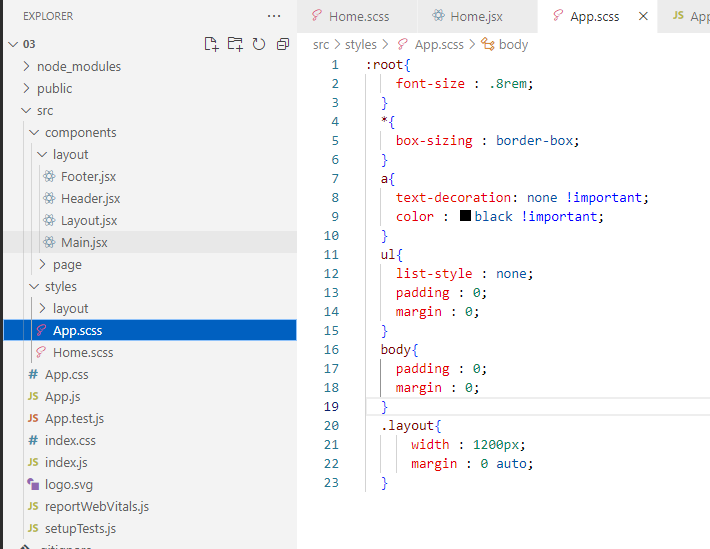 EXPLORER ···
03
node_modules
public
src
components
layout
Footer.jsx
Header.jsx
Layout.jsx
Main.jsx
page
styles
layout
App.scss
Home.scss
# App.css
JS App.js
JS App.test.js
# index.css
JS index.js
logo.svg
JS reportWebVitals.js
JS setupTests.js
.gitignore
Home.scss Home.jsx App.scss × JS App
src > styles > App.scss > body
1 :root{
2 font-size : .8rem;
3 }
4 *{
5 box-sizing : border-box;
6 }
7 a{
8 text-decoration: none !important;
9 color : black !important;
10 }
11 ul{
12 list-style : none;
13 padding : 0;
14 margin : 0;
15 }
16 body{
17 padding : 0;
18 margin : 0;
19 }
20 .layout{
21 width : 1200px;
22 margin : 0 auto;
23 }